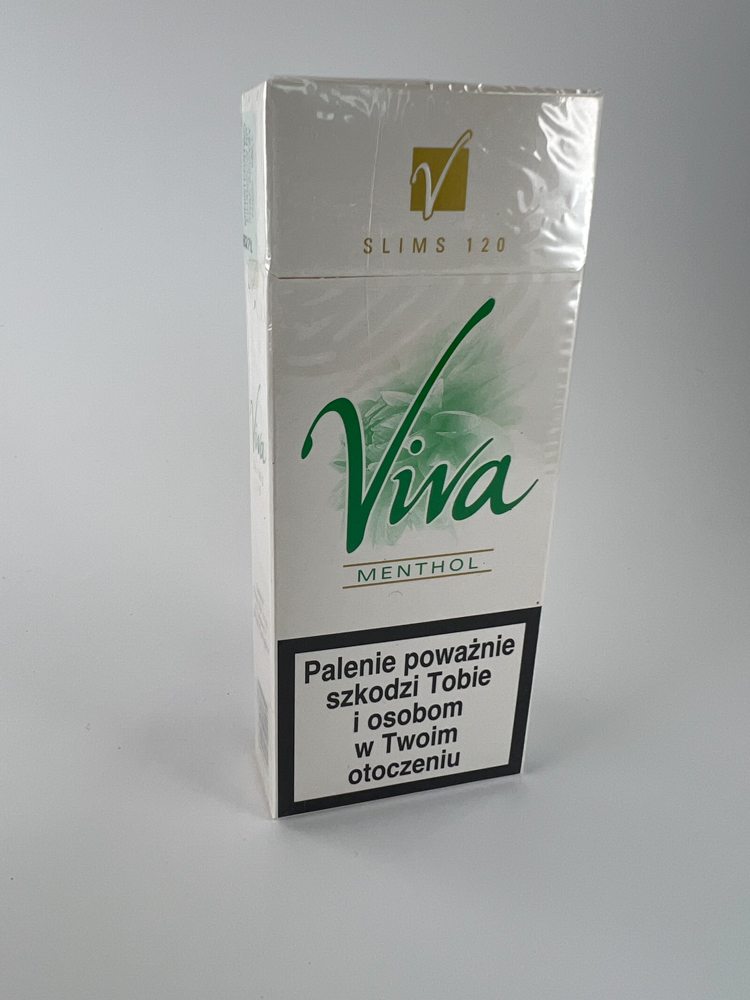 V
SLIMS 120
Viva
MENTHOL
Palenie poważnie
szkodzi Tobie
i osobom
w Twoim
otoczeniu